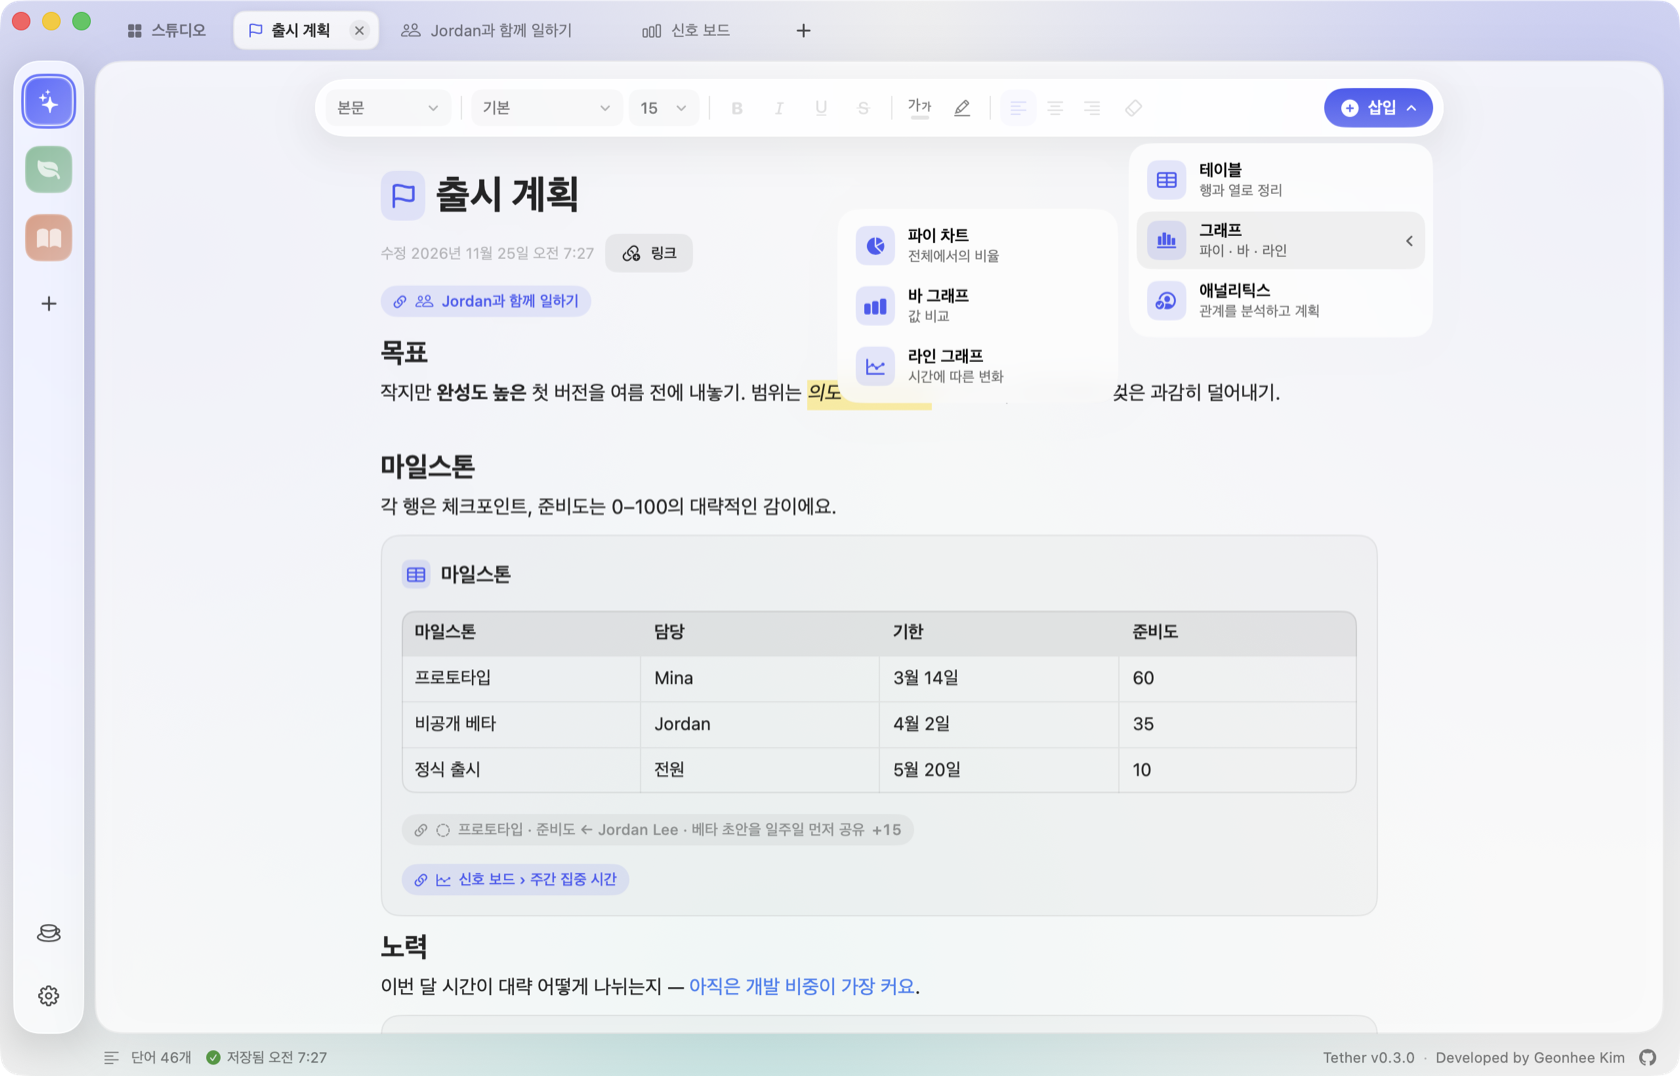 스튜디오
출시 계획
Jordan과 함께 일하기
신호 보드
본문
기본
15
B I U S
가가
삽입
테이블
행과 열로 정리
그래프
파이 · 바 · 라인
애널리틱스
관계를 분석하고 계획
파이 차트
전체에서의 비율
바 그래프
값 비교
라인 그래프
시간에 따른 변화
출시 계획
수정 2026년 11월 25일 오전 7:27
링크
Jordan과 함께 일하기
목표
작지만 완성도 높은 첫 버전을 여름 전에 내놓기. 범위는 의도 것은 과감히 덜어내기.
마일스톤
각 행은 체크포인트, 준비도는 0–100의 대략적인 감이에요.
마일스톤
마일스톤 담당 기한 준비도
프로토타입 Mina 3월 14일 60
비공개 베타 Jordan 4월 2일 35
정식 출시 전원 5월 20일 10
프로토타입 · 준비도 ← Jordan Lee · 베타 초안을 일주일 먼저 공유 +15
신호 보드 › 주간 집중 시간
노력
이번 달 시간이 대략 어떻게 나뉘는지 — 아직은 개발 비중이 가장 커요.
단어 46개
저장됨 오전 7:27
Tether v0.3.0 · Developed by Geonhee Kim